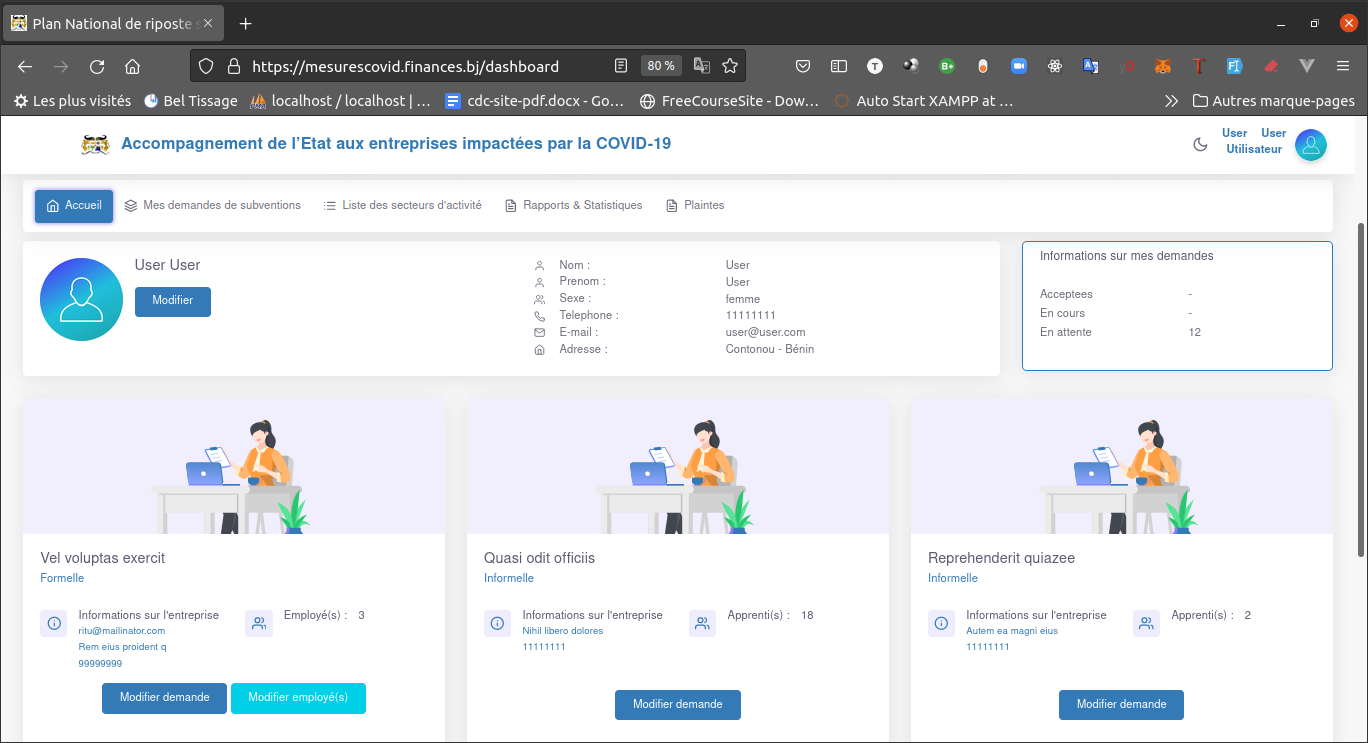 Plan National de riposte s
https://mesurescovid.finances.bj/dashboard
80 %
Les plus visités
Bel Tissage
localhost / localhost | …
cdc-site-pdf.docx - Go…
FreeCourseSite - Dow…
Auto Start XAMPP at …
Autres marque-pages
Accompagnement de l'Etat aux entreprises impactées par la COVID-19
User User
Utilisateur
Accueil
Mes demandes de subventions
Liste des secteurs d'activité
Rapports & Statistiques
Plaintes
User User
Modifier
Nom : User
Prenom : User
Sexe : femme
Telephone : 11111111
E-mail : user@user.com
Adresse : Contonou - Bénin
Informations sur mes demandes
Acceptees -
En cours -
En attente 12
Vel voluptas exercit
Formelle
Informations sur l'entreprise
ritu@mailinator.com
Rem eius proident q
99999999
Employé(s) : 3
Modifier demande
Modifier employé(s)
Quasi odit officiis
Informelle
Informations sur l'entreprise
Nihil libero dolores
11111111
Apprenti(s) : 18
Modifier demande
Reprehenderit quiazee
Informelle
Informations sur l'entreprise
Autem ea magni eius
11111111
Apprenti(s) : 2
Modifier demande